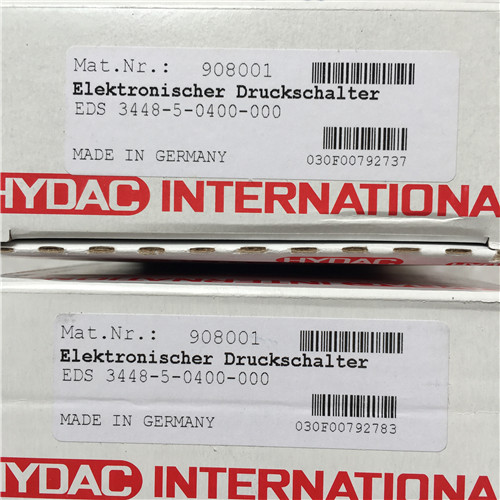 Mat.Nr.: 908001
Elektronischer Druckschalter
EDS 3448-5-0400-000
MADE IN GERMANY 030F00792737
HYDAC INTERNATIONA
HYDAC
Mat.Nr.: 908001
Elektronischer Druckschalter
EDS 3448-5-0400-000
MADE IN GERMANY 030F00792783
HYDAC INTERNATIONA